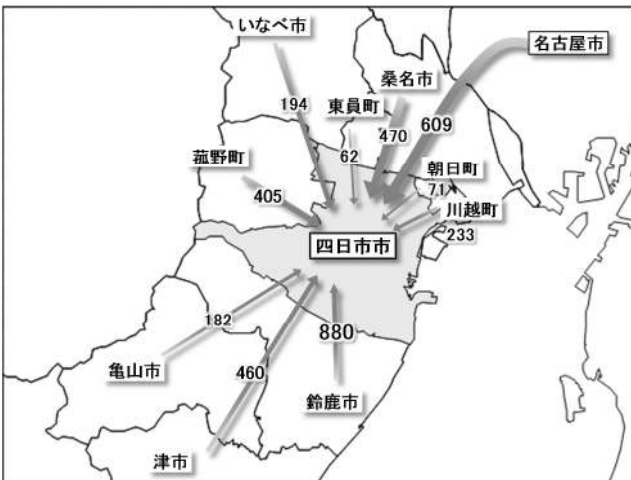 いなべ市
名古屋市
桑名市
東員町
194
470
609
62
菰野町
朝日町
405
71
川越町
233
四日市市
182
880
亀山市
460
鈴鹿市
津市